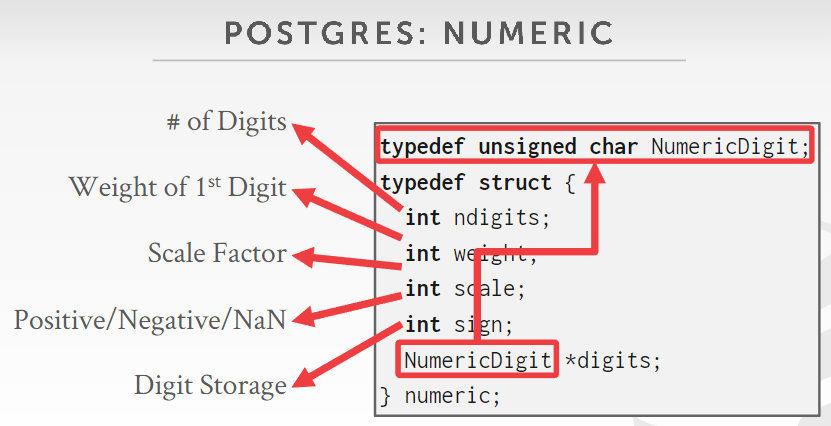 POSTGRES: NUMERIC
# of Digits
Weight of 1st Digit
Scale Factor
Positive/Negative/NaN
Digit Storage
typedef unsigned char NumericDigit;
typedef struct {
int ndigits;
int weight;
int scale;
int sign;
NumericDigit *digits;
} numeric;